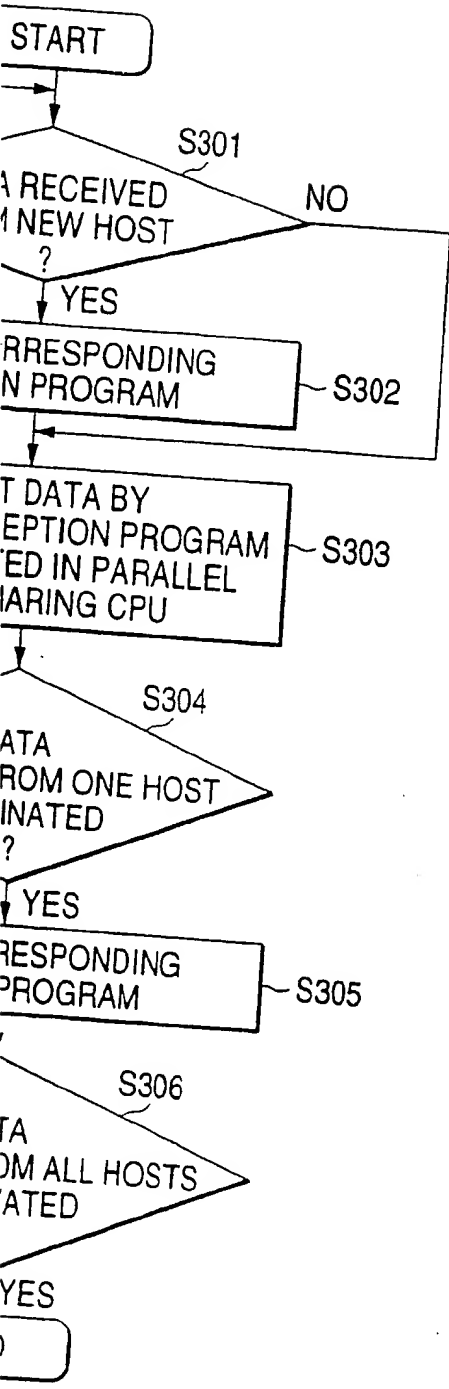 START
S301
RECEIVED
NEW HOST
?
NO
YES
RRESPONDING
N PROGRAM
S302
T DATA BY
EPTION PROGRAM
ED IN PARALLEL
HARING CPU
S303
S304
ATA
ROM ONE HOST
INATED
?
YES
RESPONDING
PROGRAM
S305
S306
TA
OM ALL HOSTS
ATED
YES